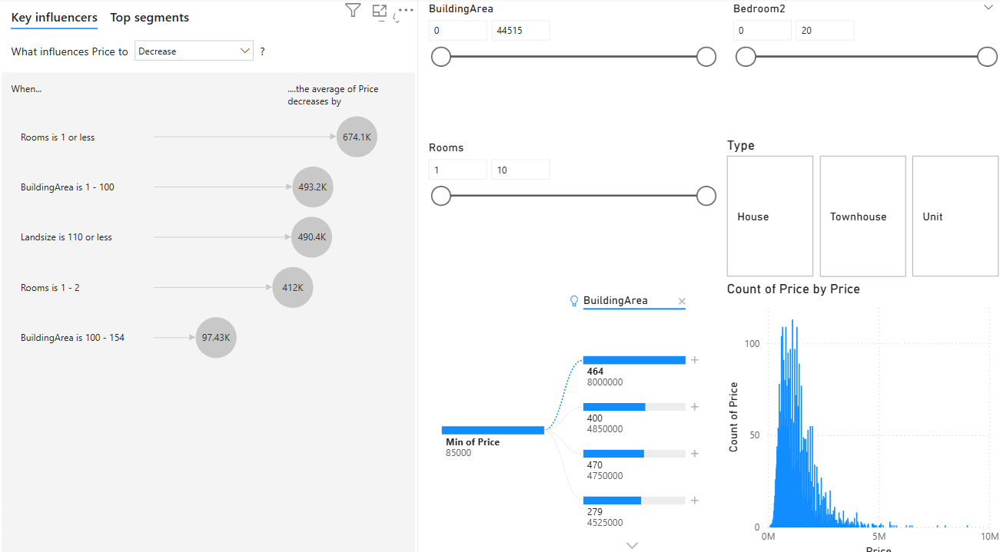 Key influencers Top segments
What influences Price to Decrease ?
When...
....the average of Price
decreases by
Rooms is 1 or less 674.1K
BuildingArea is 1 - 100 493.2K
Landsize is 110 or less 490.4K
Rooms is 1 - 2 412K
BuildingArea is 100 - 154 97.43K
BuildingArea
0 44515
Bedroom2
0 20
Rooms
1 10
Type
House Townhouse Unit
BuildingArea
Min of Price
85000
464
8000000
400
4850000
470
4750000
279
4525000
Count of Price by Price
Count of Price
100
50
0
0M 5M 10M
Price